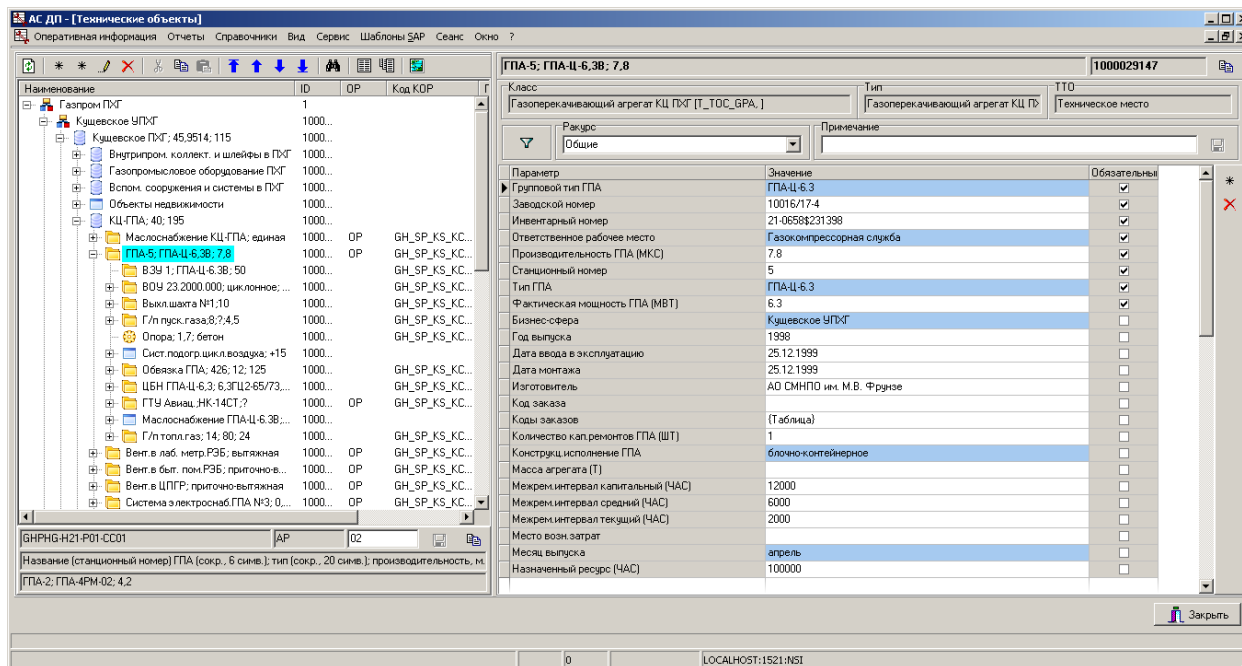 АС ДП - [Технические объекты]
Оперативная информация Отчеты Справочники Вид Сервис Шаблоны SAP Сеанс Окно ?
Наименование ID ОР Код КОР Г
Газпром ПХГ 1
Кущевское УПХГ 1000...
Кущевское ПХГ; 45,9514; 115 1000...
Внутрипром. коллект. и шлейфы в ПХГ 1000...
Газопромысловое оборудование ПХГ 1000...
Вспом. сооружения и системы в ПХГ 1000...
Объекты недвижимости 1000...
КЦ-ГПА; 40; 195 1000...
Маслоснабжение КЦ-ГПА; единая 1000... ОР GH_SP_KS_KC...
ГПА-5; ГПА-Ц-6,3В; 7,8 1000... ОР GH_SP_KS_KC...
ВЗУ 1; ГПА-Ц-6.3В; 50 1000... GH_SP_KS_KC...
ВОУ 23.2000.000; циклонное; ... 1000... GH_SP_KS_KC...
Выхл.шахта №1;10 1000... GH_SP_KS_KC...
Г/п пуск.газа;8;?;4,5 1000... GH_SP_KS_KC...
Опора; 1,7; бетон 1000... GH_SP_KS_KC...
Сист.подогр.цикл.воздуха; +15 1000...
Обвязка ГПА; 426; 12; 125 1000... GH_SP_KS_KC...
ЦБН ГПА-Ц-6,3; 6,3ГЦ2-65/73,... 1000... GH_SP_KS_KC...
ГТУ Авиац.;НК-14СТ;? 1000... ОР GH_SP_KS_KC...
Маслоснабжение ГПА-Ц-6.3В;... 1000... GH_SP_KS_KC...
Г/п топл.газ; 14; 80; 24 1000... GH_SP_KS_KC...
Вент.в лаб. метр.РЭБ; вытяжная 1000... ОР GH_SP_KS_KC...
Вент.в быт. пом.РЭБ; приточно-в... 1000... ОР GH_SP_KS_KC...
Вент.в ЦПГР; приточно-вытяжная 1000... ОР GH_SP_KS_KC...
Система электроснаб.ГПА №3; 0,... 1000... ОР GH_SP_KS_KC...
GHPHG-H21-P01-CC01 AP 02
Название (станционный номер) ГПА (сокр., 6 симв.); тип (сокр., 20 симв.); производительность, м.
ГПА-2; ГПА-4РМ-02; 4,2
ГПА-5; ГПА-Ц-6,3В; 7,8 1000029147
Класс Тип ТТО
Газоперекачивающий агрегат КЦ ПХГ [T_TOC_GPA, ] Газоперекачивающий агрегат КЦ ПХ Техническое место
Ракурс Примечание
Общие
Параметр Значение Обязательны
Групповой тип ГПА ГПА-Ц-6.3
Заводской номер 10016/17-4
Инвентарный номер 21-0658$231398
Ответственное рабочее место Газокомпрессорная служба
Производительность ГПА (МКС) 7.8
Станционный номер 5
Тип ГПА ГПА-Ц-6.3
Фактическая мощность ГПА (МВТ) 6.3
Бизнес-сфера Кущевское УПХГ
Год выпуска 1998
Дата ввода в эксплуатацию 25.12.1999
Дата монтажа 25.12.1999
Изготовитель АО СМНПО им. М.В. Фрунзе
Код заказа
Коды заказов {Таблица}
Количество кап.ремонтов ГПА (ШТ) 1
Конструкц.исполнение ГПА блочно-контейнерное
Масса агрегата (Т)
Межрем.интервал капитальный (ЧАС) 12000
Межрем.интервал средний (ЧАС) 6000
Межрем.интервал текущий (ЧАС) 2000
Место возн.затрат
Месяц выпуска апрель
Назначенный ресурс (ЧАС) 100000
Закрыть
0 LOCALHOST:1521:NSI